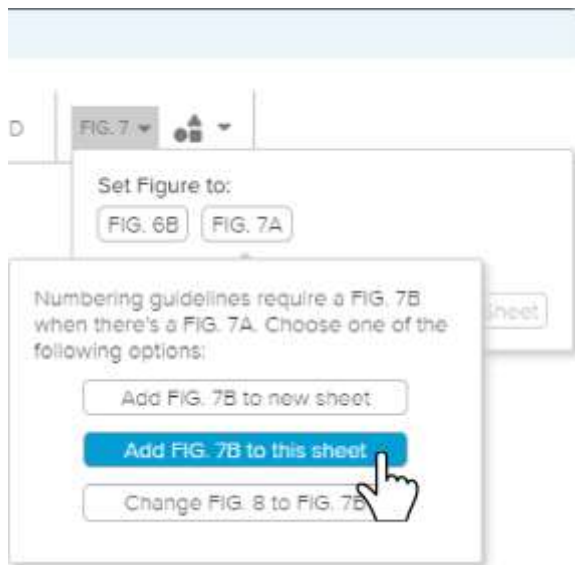 D
FIG. 7
Set Figure to:
FIG. 6B
FIG. 7A
Sheet
Numbering guidelines require a FIG. 7B
when there's a FIG. 7A. Choose one of the
following options:
Add FIG. 7B to new sheet
Add FIG. 7B to this sheet
Change FIG. 8 to FIG. 7B